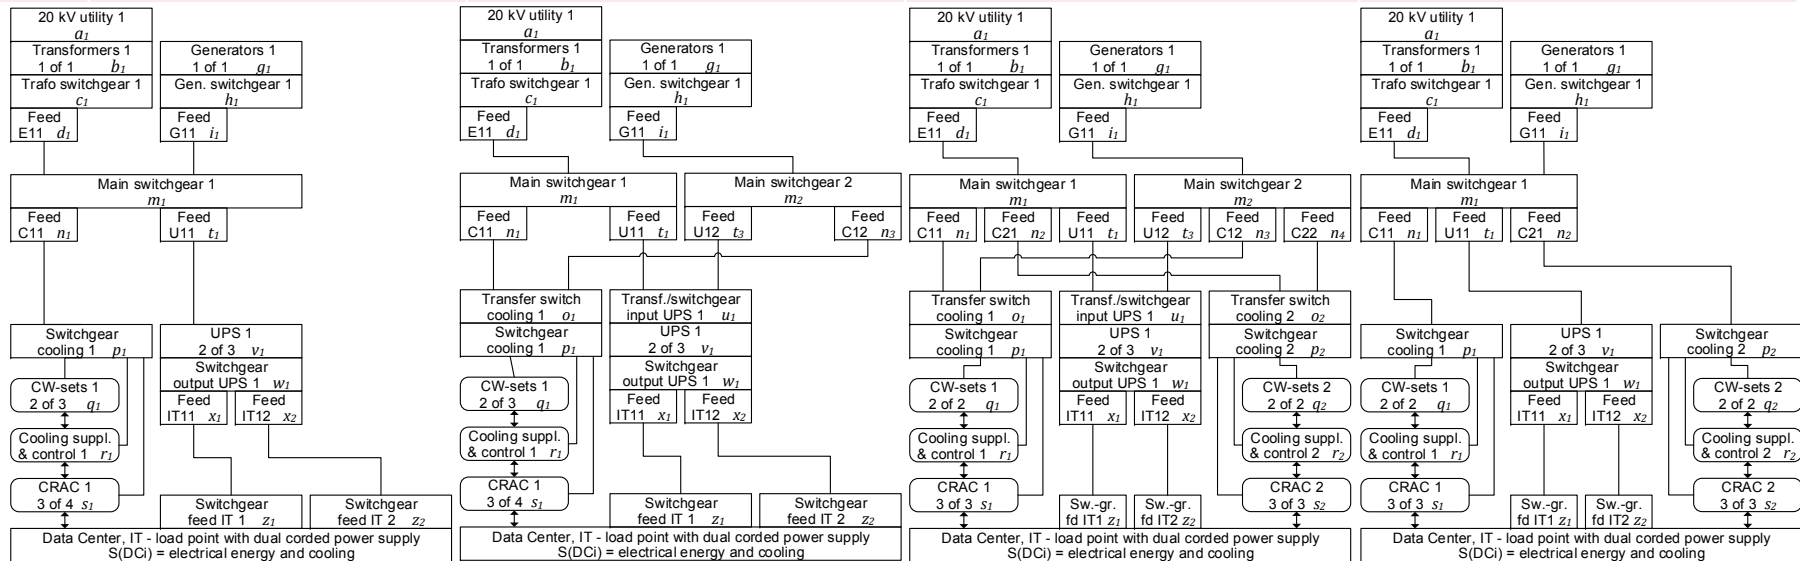 20 kV utility 1
a1
Transformers 1
1 of 1 b1
Trafo switchgear 1
c1
Feed
E11 d1
Generators 1
1 of 1 g1
Gen. switchgear 1
h1
Feed
G11 i1
Main switchgear 1
m1
Feed
C11 n1
Feed
U11 t1
Switchgear
cooling 1 p1
CW-sets 1
2 of 3 q1
Cooling suppl.
& control 1 r1
CRAC 1
3 of 4 s1
UPS 1
2 of 3 v1
Switchgear
output UPS 1 w1
Feed
IT11 x1
Feed
IT12 x2
Switchgear
feed IT 1 z1
Switchgear
feed IT 2 z2
Data Center, IT - load point with dual corded power supply
S(DCi) = electrical energy and cooling
20 kV utility 1
a1
Transformers 1
1 of 1 b1
Trafo switchgear 1
c1
Feed
E11 d1
Generators 1
1 of 1 g1
Gen. switchgear 1
h1
Feed
G11 i1
Main switchgear 1
m1
Main switchgear 2
m2
Feed
C11 n1
Feed
U11 t1
Feed
U12 t3
Feed
C12 n3
Transfer switch
cooling 1 o1
Switchgear
cooling 1 p1
CW-sets 1
2 of 3 q1
Cooling suppl.
& control 1 r1
CRAC 1
3 of 4 s1
Transf./switchgear
input UPS 1 u1
UPS 1
2 of 3 v1
Switchgear
output UPS 1 w1
Feed
IT11 x1
Feed
IT12 x2
Switchgear
feed IT 1 z1
Switchgear
feed IT 2 z2
Data Center, IT - load point with dual corded power supply
S(DCi) = electrical energy and cooling
20 kV utility 1
a1
Transformers 1
1 of 1 b1
Trafo switchgear 1
c1
Feed
E11 d1
Generators 1
1 of 1 g1
Gen. switchgear 1
h1
Feed
G11 i1
Main switchgear 1
m1
Main switchgear 2
m2
Feed
C11 n1
Feed
C21 n2
Feed
U11 t1
Feed
U12 t3
Feed
C12 n3
Feed
C22 n4
Transfer switch
cooling 1 o1
Switchgear
cooling 1 p1
CW-sets 1
2 of 2 q1
Cooling suppl.
& control 1 r1
CRAC 1
3 of 3 s1
Transf./switchgear
input UPS 1 u1
UPS 1
2 of 3 v1
Switchgear
output UPS 1 w1
Feed
IT11 x1
Feed
IT12 x2
Sw.-gr.
fd IT1 z1
Sw.-gr.
fd IT2 z2
Transfer switch
cooling 2 o2
Switchgear
cooling 2 p2
CW-sets 2
2 of 2 q2
Cooling suppl.
& control 2 r2
CRAC 2
3 of 3 s2
Data Center, IT - load point with dual corded power supply
S(DCi) = electrical energy and cooling
20 kV utility 1
a1
Transformers 1
1 of 1 b1
Trafo switchgear 1
c1
Feed
E11 d1
Generators 1
1 of 1 g1
Gen. switchgear 1
h1
Feed
G11 i1
Main switchgear 1
m1
Feed
C11 n1
Feed
U11 t1
Feed
C21 n2
Switchgear
cooling 1 p1
CW-sets 1
2 of 2 q1
Cooling suppl.
& control 1 r1
CRAC 1
3 of 3 s1
UPS 1
2 of 3 v1
Switchgear
output UPS 1 w1
Feed
IT11 x1
Feed
IT12 x2
Sw.-gr.
fd IT1 z1
Sw.-gr.
fd IT2 z2
Switchgear
cooling 2 p2
CW-sets 2
2 of 2 q2
Cooling suppl.
& control 2 r2
CRAC 2
3 of 3 s2
Data Center, IT - load point with dual corded power supply
S(DCi) = electrical energy and cooling